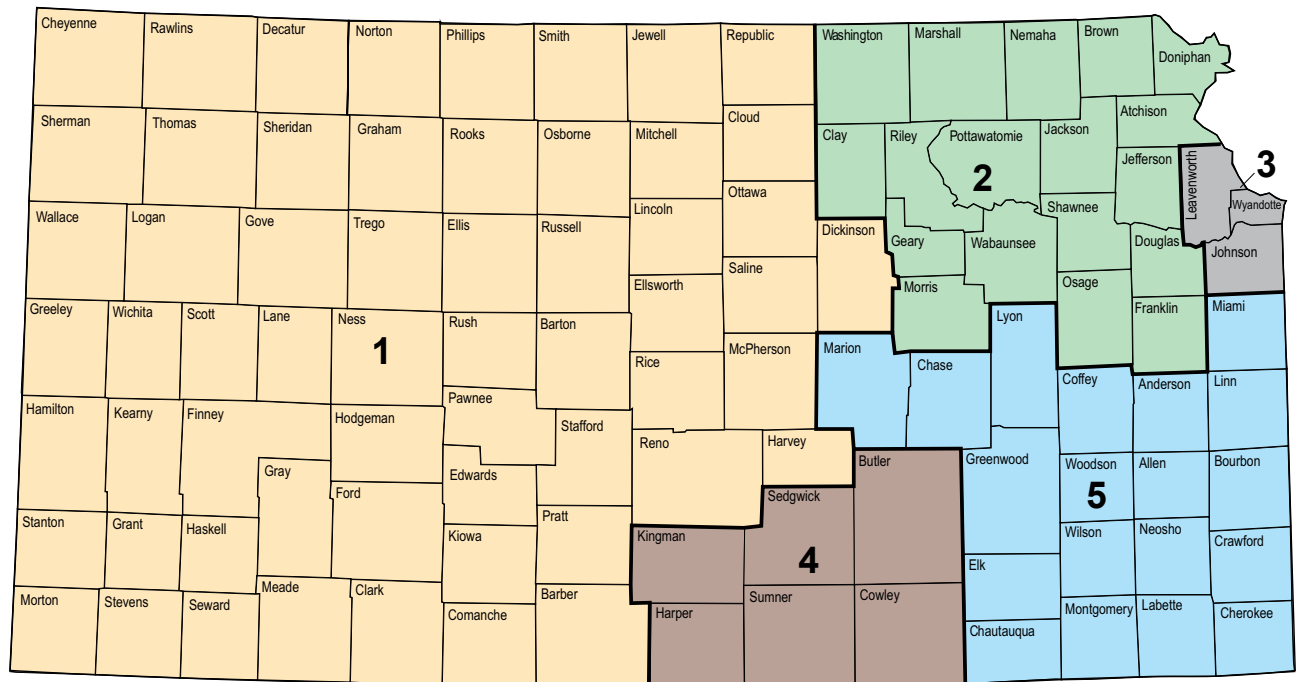 Cheyenne
Rawlins
Decatur
Norton
Phillips
Smith
Jewell
Republic
Washington
Marshall
Nemaha
Brown
Doniphan
Sherman
Thomas
Sheridan
Graham
Rooks
Osborne
Mitchell
Cloud
Clay
Riley
Pottawatomie
Jackson
Atchison
Jefferson
Leavenworth
3
Wyandotte
2
Wallace
Logan
Gove
Trego
Ellis
Russell
Lincoln
Ottawa
Dickinson
Geary
Wabaunsee
Shawnee
Douglas
Johnson
Saline
Ellsworth
Morris
Osage
Franklin
Miami
Greeley
Wichita
Scott
Lane
Ness
1
Rush
Barton
Rice
McPherson
Marion
Chase
Lyon
Coffey
Anderson
Linn
Hamilton
Kearny
Finney
Hodgeman
Pawnee
Stafford
Reno
Harvey
Butler
Greenwood
Woodson
5
Allen
Bourbon
Gray
Ford
Edwards
Sedgwick
Stanton
Grant
Haskell
Kiowa
Pratt
Kingman
4
Elk
Wilson
Neosho
Crawford
Morton
Stevens
Seward
Meade
Clark
Comanche
Barber
Harper
Sumner
Cowley
Chautauqua
Montgomery
Labette
Cherokee